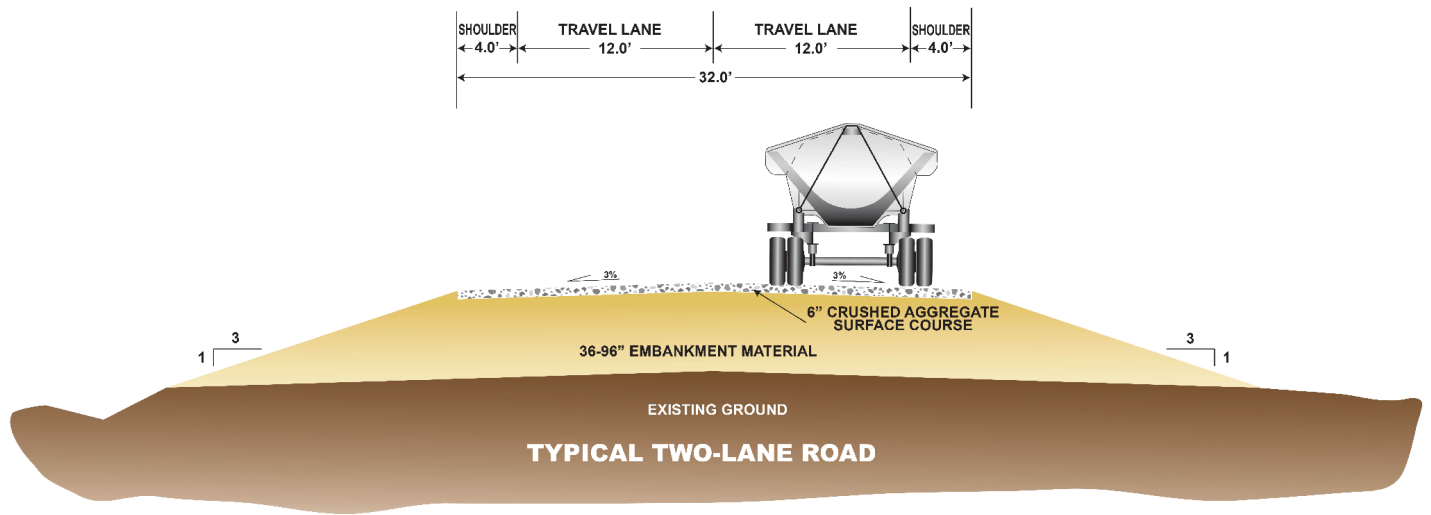 SHOULDER TRAVEL LANE TRAVEL LANE SHOULDER
4.0’ 12.0’ 12.0’ 4.0’
32.0’
3% 3%
6” CRUSHED AGGREGATE
SURFACE COURSE
3 3
1 1
36-96” EMBANKMENT MATERIAL
EXISTING GROUND
TYPICAL TWO-LANE ROAD